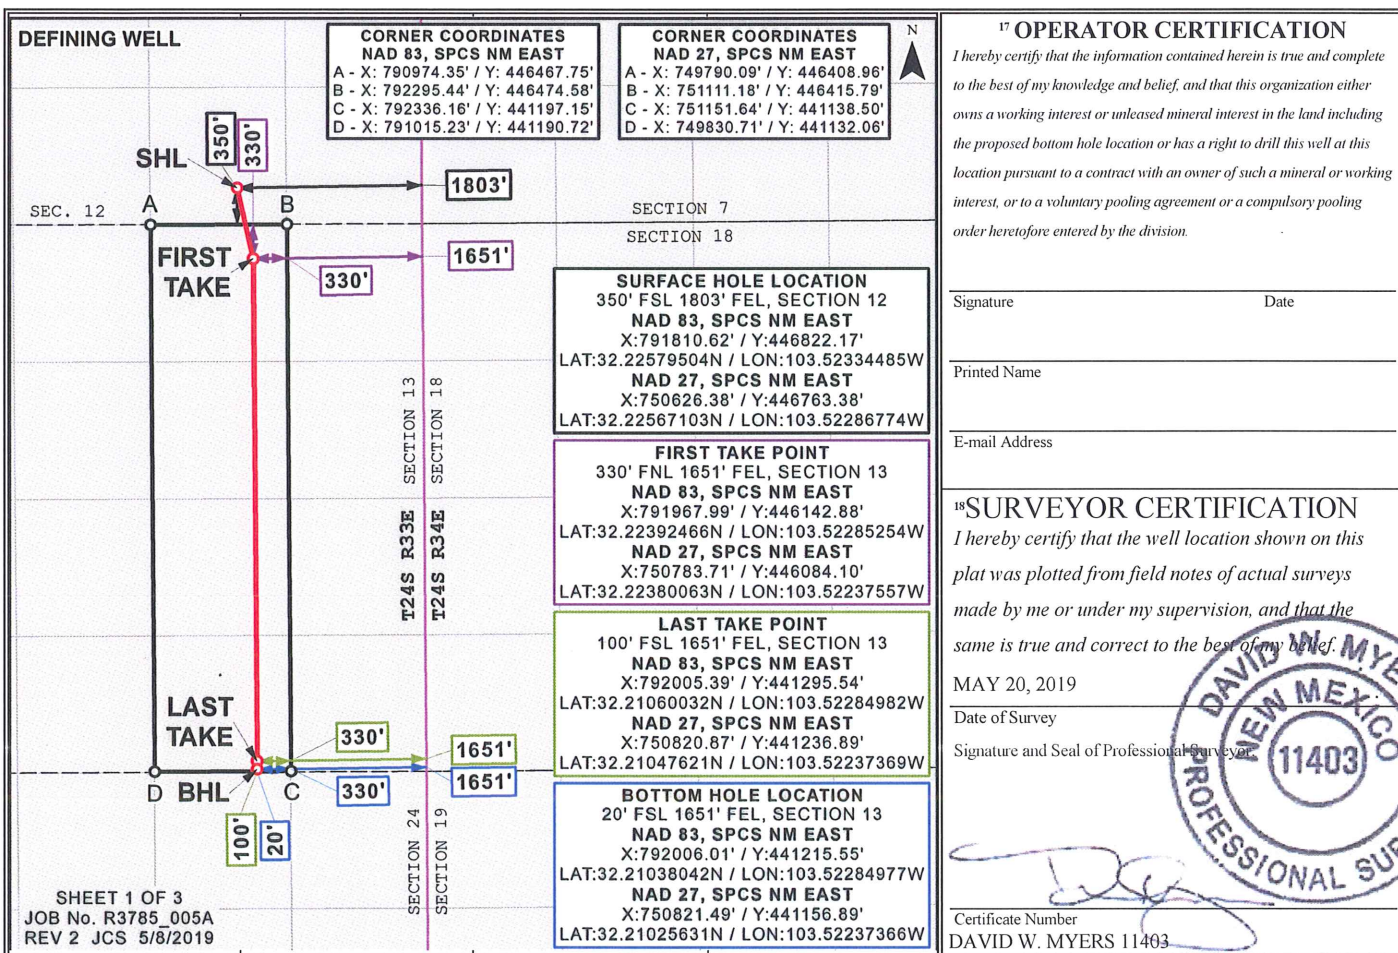 DEFINING WELL
CORNER COORDINATES
NAD 83, SPCS NM EAST
A - X: 790974.35' / Y: 446467.75'
B - X: 792295.44' / Y: 446474.58'
C - X: 792336.16' / Y: 441197.15'
D - X: 791015.23' / Y: 441190.72'
CORNER COORDINATES
NAD 27, SPCS NM EAST
A - X: 749790.09' / Y: 446408.96'
B - X: 751111.18' / Y: 446415.79'
C - X: 751151.64' / Y: 441138.50'
D - X: 749830.71' / Y: 441132.06'
N
350'
330'
SHL
1803'
SEC. 12
A
B
SECTION 7
SECTION 18
FIRST
TAKE
1651'
330'
SECTION 13
SECTION 18
T24S R33E
T24S R34E
LAST
TAKE
330'
1651'
1651'
330'
D
BHL
C
100'
20'
SECTION 24
SECTION 19
SHEET 1 OF 3
JOB No. R3785_005A
REV 2 JCS 5/8/2019
SURFACE HOLE LOCATION
350' FSL 1803' FEL, SECTION 12
NAD 83, SPCS NM EAST
X:791810.62' / Y:446822.17'
LAT:32.22579504N / LON:103.52334485W
NAD 27, SPCS NM EAST
X:750626.38' / Y:446763.38'
LAT:32.22567103N / LON:103.52286774W
FIRST TAKE POINT
330' FNL 1651' FEL, SECTION 13
NAD 83, SPCS NM EAST
X:791967.99' / Y:446142.88'
LAT:32.22392466N / LON:103.52285254W
NAD 27, SPCS NM EAST
X:750783.71' / Y:446084.10'
LAT:32.22380063N / LON:103.52237557W
LAST TAKE POINT
100' FSL 1651' FEL, SECTION 13
NAD 83, SPCS NM EAST
X:792005.39' / Y:441295.54'
LAT:32.21060032N / LON:103.52284982W
NAD 27, SPCS NM EAST
X:750820.87' / Y:441236.89'
LAT:32.21047621N / LON:103.52237369W
BOTTOM HOLE LOCATION
20' FSL 1651' FEL, SECTION 13
NAD 83, SPCS NM EAST
X:792006.01' / Y:441215.55'
LAT:32.21038042N / LON:103.52284977W
NAD 27, SPCS NM EAST
X:750821.49' / Y:441156.89'
LAT:32.21025631N / LON:103.52237366W
17 OPERATOR CERTIFICATION
I hereby certify that the information contained herein is true and complete
to the best of my knowledge and belief, and that this organization either
owns a working interest or unleased mineral interest in the land including
the proposed bottom hole location or has a right to drill this well at this
location pursuant to a contract with an owner of such a mineral or working
interest, or to a voluntary pooling agreement or a compulsory pooling
order heretofore entered by the division.
Signature Date
Printed Name
E-mail Address
18 SURVEYOR CERTIFICATION
I hereby certify that the well location shown on this
plat was plotted from field notes of actual surveys
made by me or under my supervision, and that the
same is true and correct to the best of my belief.
MAY 20, 2019
Date of Survey
Signature and Seal of Professional Surveyor:
DAVID W. MYE
NEW MEXICO
11403
PROFESSIONAL SU
Certificate Number
DAVID W. MYERS 11403